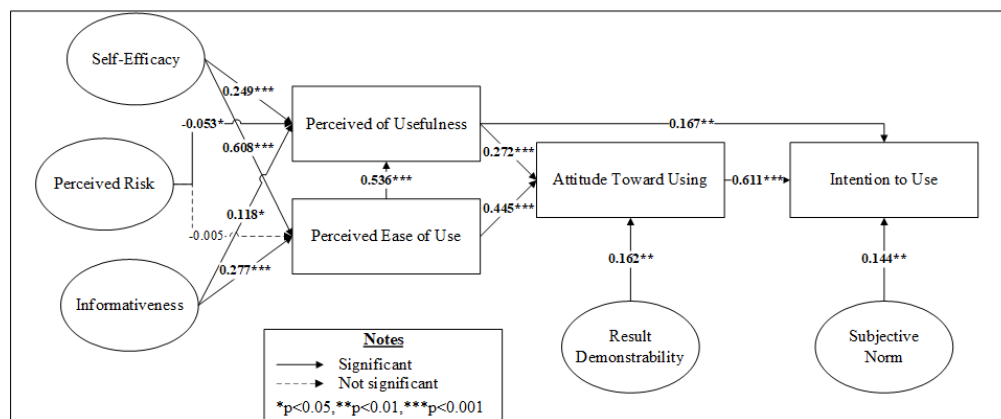 Self-Efficacy
0.249***
-0.053*
Perceived of Usefulness
0.167**
0.608***
0.272***
Perceived Risk
0.536***
Attitude Toward Using
0.611***
Intention to Use
0.118*
0.445***
-0.005
Perceived Ease of Use
0.277***
0.162**
0.144**
Informativeness
Result
Demonstrability
Subjective
Norm
Notes
Significant
Not significant
*p<0.05,**p<0.01,***p<0.001